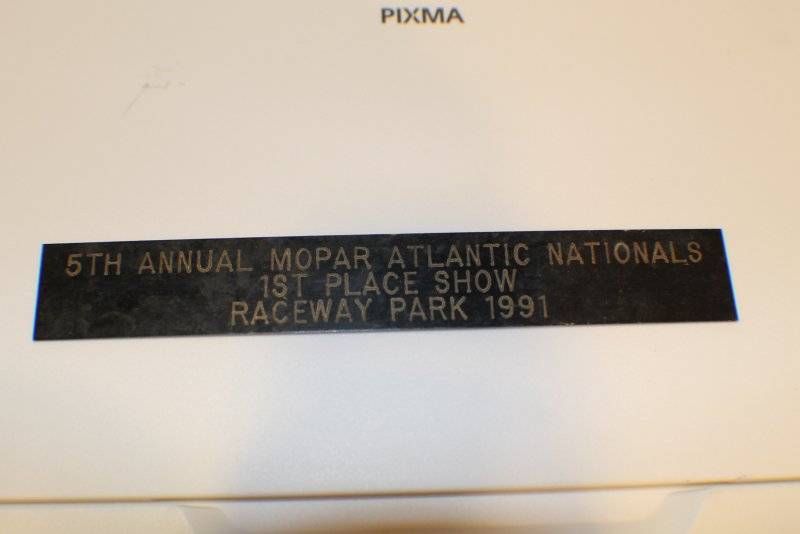 PIXMA
5TH ANNUAL MOPAR ATLANTIC NATIONALS
1ST PLACE SHOW
RACEWAY PARK 1991